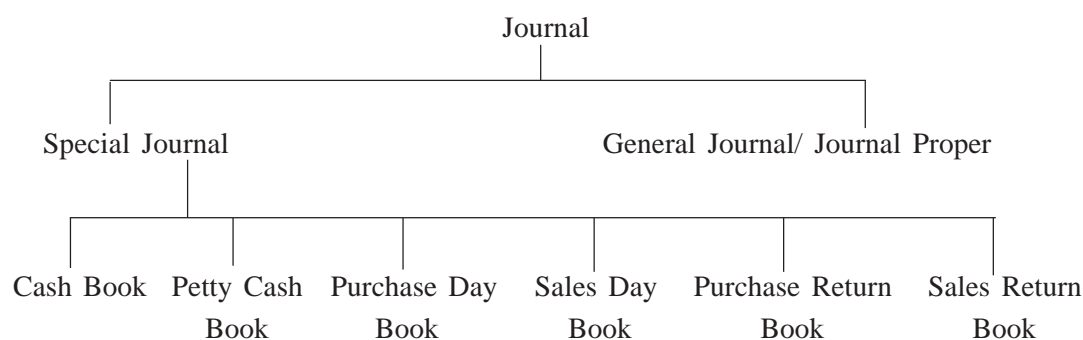 Journal
Special Journal
General Journal/ Journal Proper
Cash Book
Petty Cash
Book
Purchase Day
Book
Sales Day
Book
Purchase Return
Book
Sales Return
Book